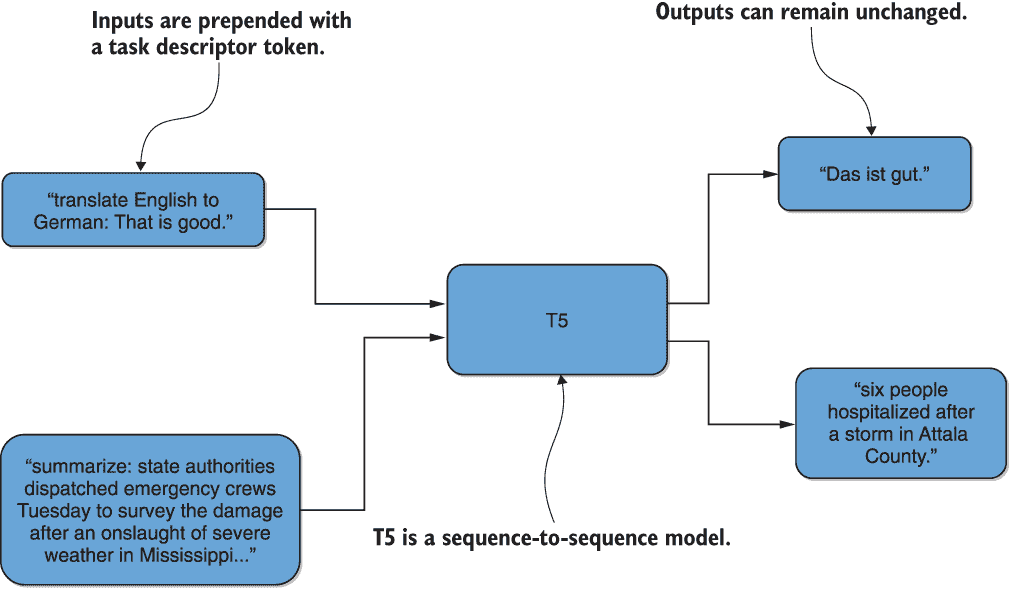 Inputs are prepended with
a task descriptor token.
Outputs can remain unchanged.
“translate English to
German: That is good.”
“Das ist gut.”
T5
“six people
hospitalized after
a storm in Attala
County.”
“summarize: state authorities
dispatched emergency crews
Tuesday to survey the damage
after an onslaught of severe
weather in Mississippi...”
T5 is a sequence-to-sequence model.